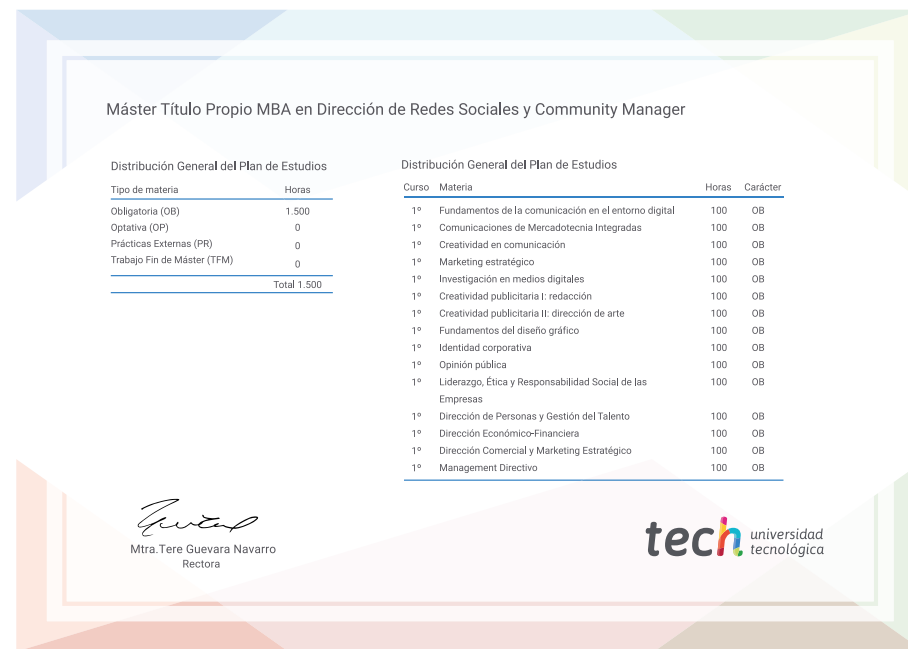 Máster Título Propio MBA en Dirección de Redes Sociales y Community Manager
Distribución General del Plan de Estudios
Tipo de materia Horas
Obligatoria (OB) 1.500
Optativa (OP) 0
Prácticas Externas (PR) 0
Trabajo Fin de Máster (TFM) 0
Total 1.500
Distribución General del Plan de Estudios
Curso Materia Horas Carácter
1º Fundamentos de la comunicación en el entorno digital 100 OB
1º Comunicaciones de Mercadotecnia Integradas 100 OB
1º Creatividad en comunicación 100 OB
1º Marketing estratégico 100 OB
1º Investigación en medios digitales 100 OB
1º Creatividad publicitaria I: redacción 100 OB
1º Creatividad publicitaria II: dirección de arte 100 OB
1º Fundamentos del diseño gráfico 100 OB
1º Identidad corporativa 100 OB
1º Opinión pública 100 OB
1º Liderazgo, Ética y Responsabilidad Social de las 100 OB
Empresas
1º Dirección de Personas y Gestión del Talento 100 OB
1º Dirección Económico-Financiera 100 OB
1º Dirección Comercial y Marketing Estratégico 100 OB
1º Management Directivo 100 OB
Mtra.Tere Guevara Navarro
Rectora
tech universidad
tecnológica